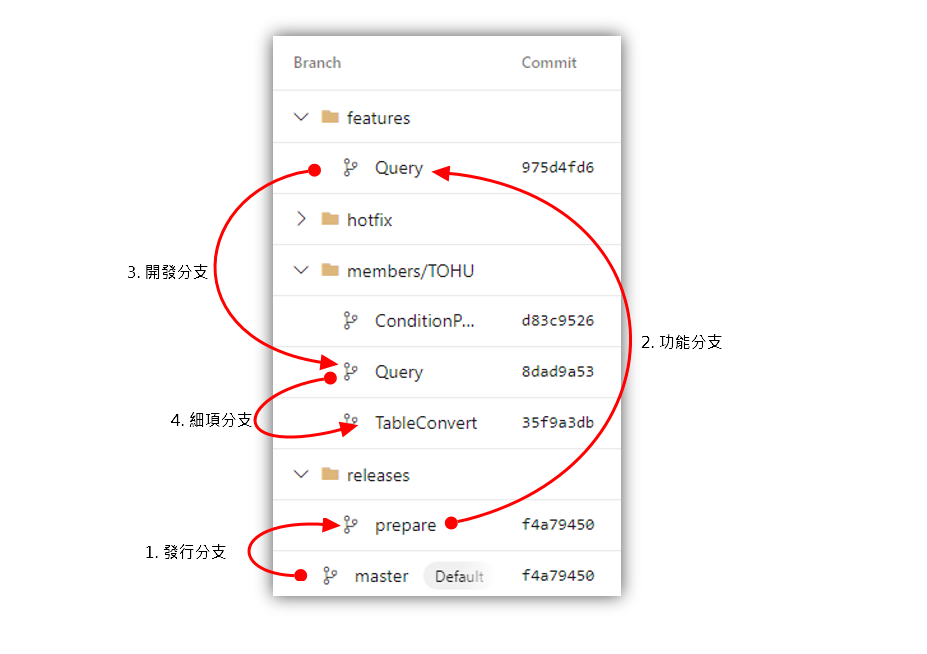 Branch Commit
features
Query 975d4fd6
hotfix
3. 開發分支
members/TOHU
ConditionP... d83c9526
2. 功能分支
Query 8dad9a53
4. 細項分支
TableConvert 35f9a3db
releases
prepare f4a79450
1. 發行分支
master Default f4a79450